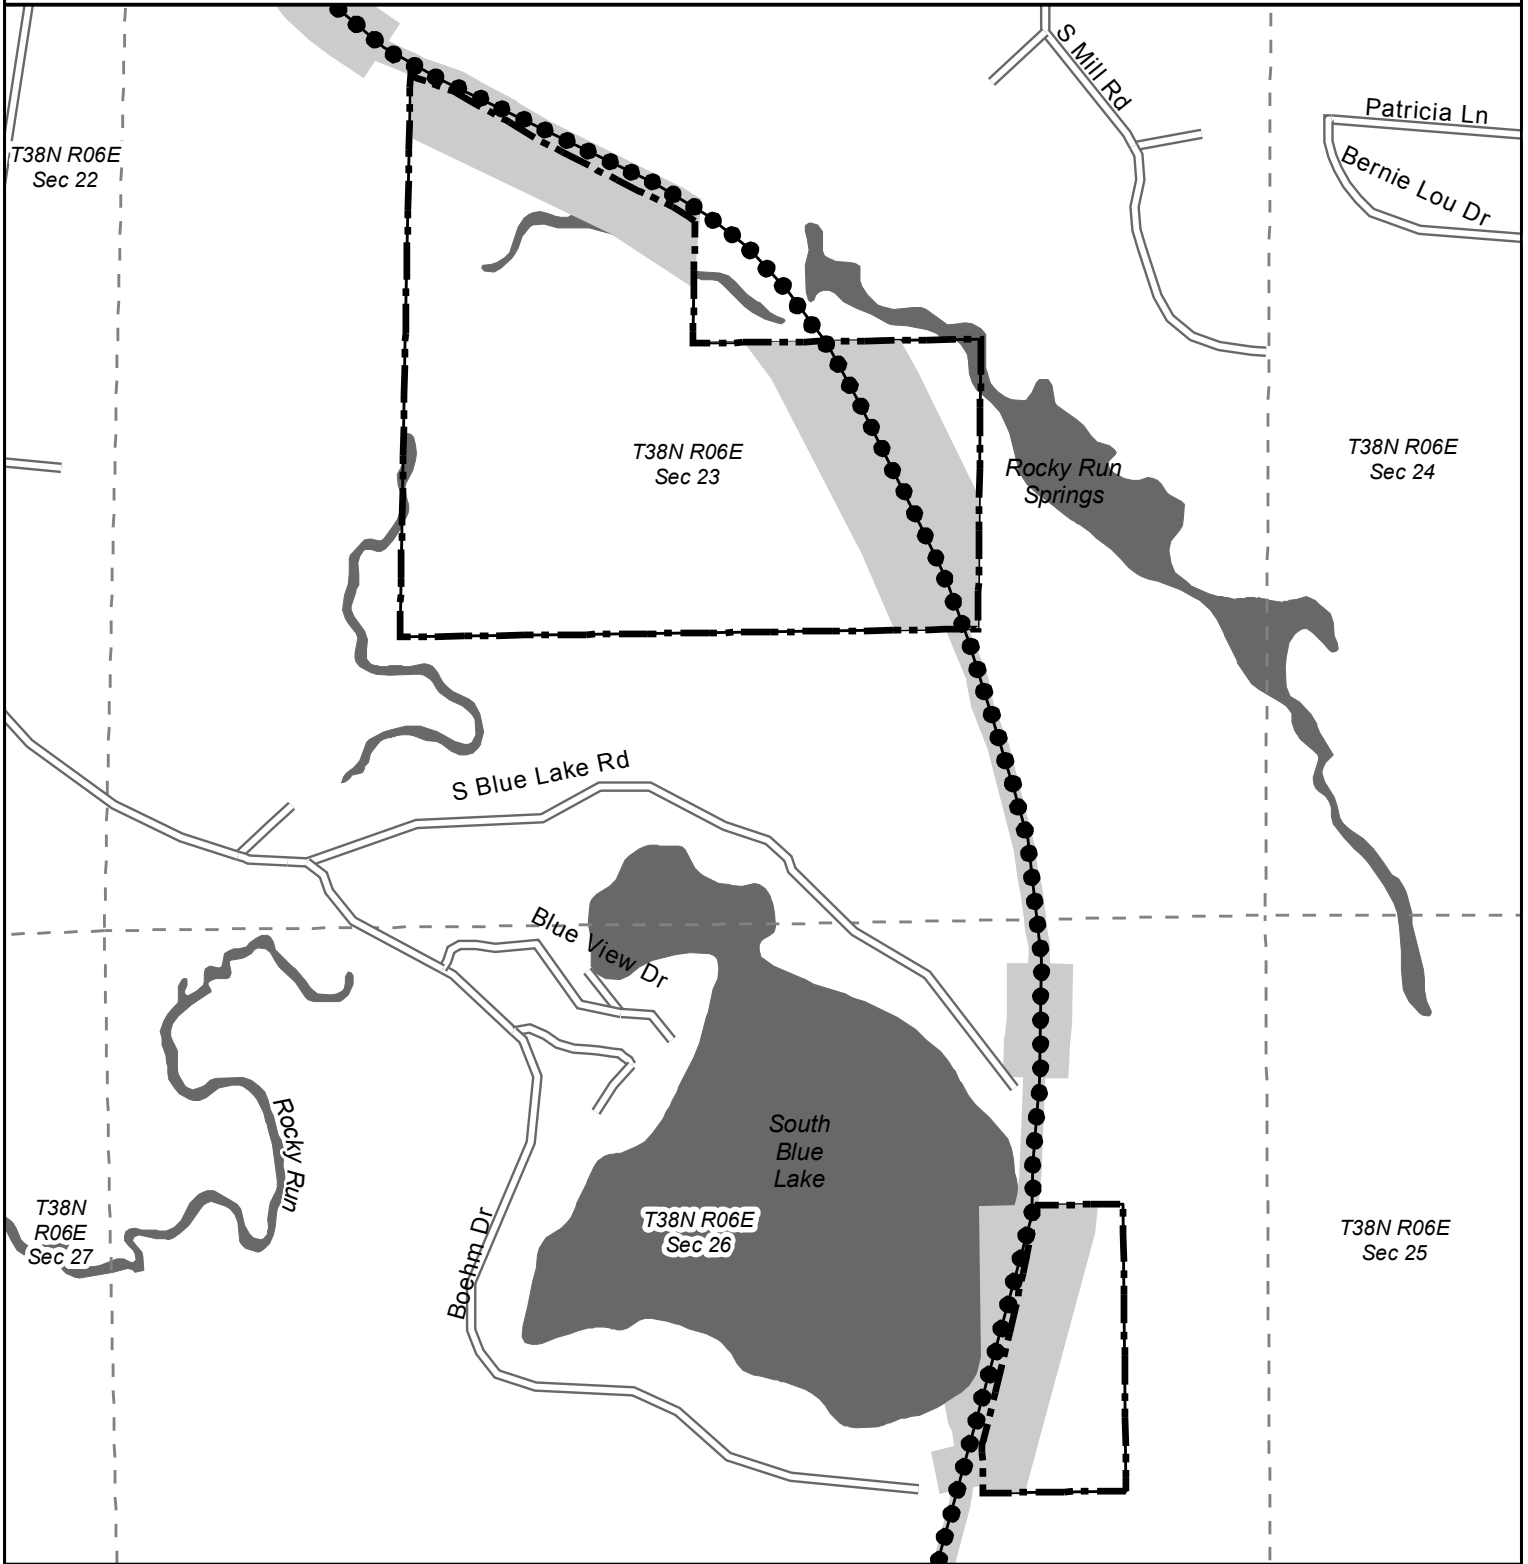 S Mill Rd
Patricia Ln
Bernie Lou Dr
T38N R06E
Sec 22
T38N R06E
Sec 23
Rocky Run
Springs
T38N R06E
Sec 24
S Blue Lake Rd
Blue View Dr
Rocky Run
South
Blue
Lake
T38N R06E
Sec 26
T38N
R06E
Sec 27
Boehm Dr
T38N R06E
Sec 25